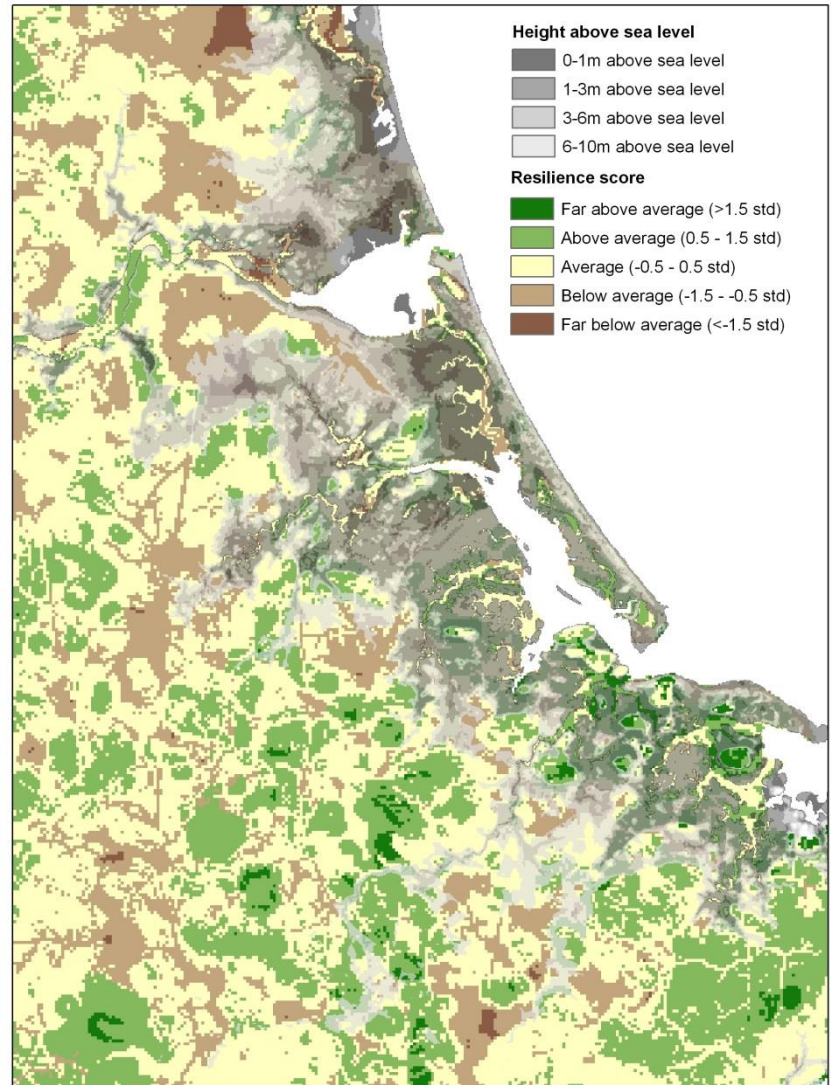 Height above sea level
0-1m above sea level
1-3m above sea level
3-6m above sea level
6-10m above sea level
Resilience score
Far above average (>1.5 std)
Above average (0.5 - 1.5 std)
Average (-0.5 - 0.5 std)
Below average (-1.5 - -0.5 std)
Far below average (<-1.5 std)